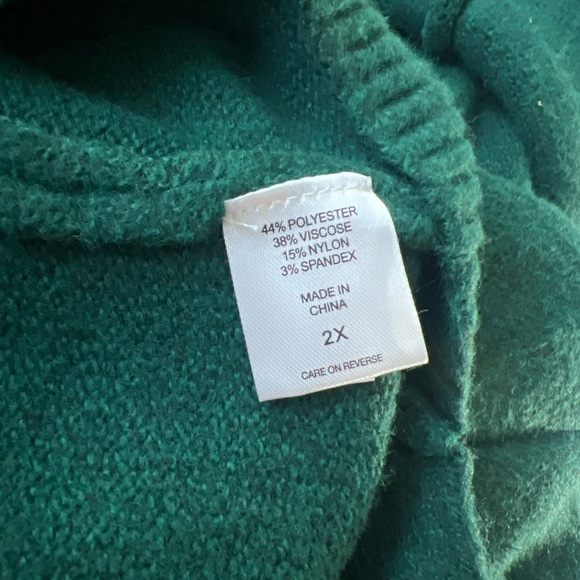 44% POLYESTER
38% VISCOSE
15% NYLON
3% SPANDEX
MADE IN
CHINA
2X
CARE ON REVERSE